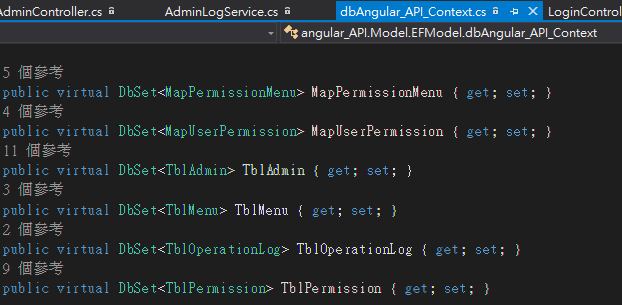 AdminController.cs
AdminLogService.cs
dbAngular_API_Context.cs
LoginControl
angular_API.Model.EFModel.dbAngular_API_Context
5 個參考
public virtual DbSet<MapPermissionMenu> MapPermissionMenu { get; set; }
4 個參考
public virtual DbSet<MapUserPermission> MapUserPermission { get; set; }
11 個參考
public virtual DbSet<TblAdmin> TblAdmin { get; set; }
3 個參考
public virtual DbSet<TblMenu> TblMenu { get; set; }
2 個參考
public virtual DbSet<TblOperationLog> TblOperationLog { get; set; }
9 個參考
public virtual DbSet<TblPermission> TblPermission { get; set; }